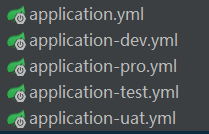 application.yml
application-dev.yml
application-pro.yml
application-test.yml
application-uat.yml